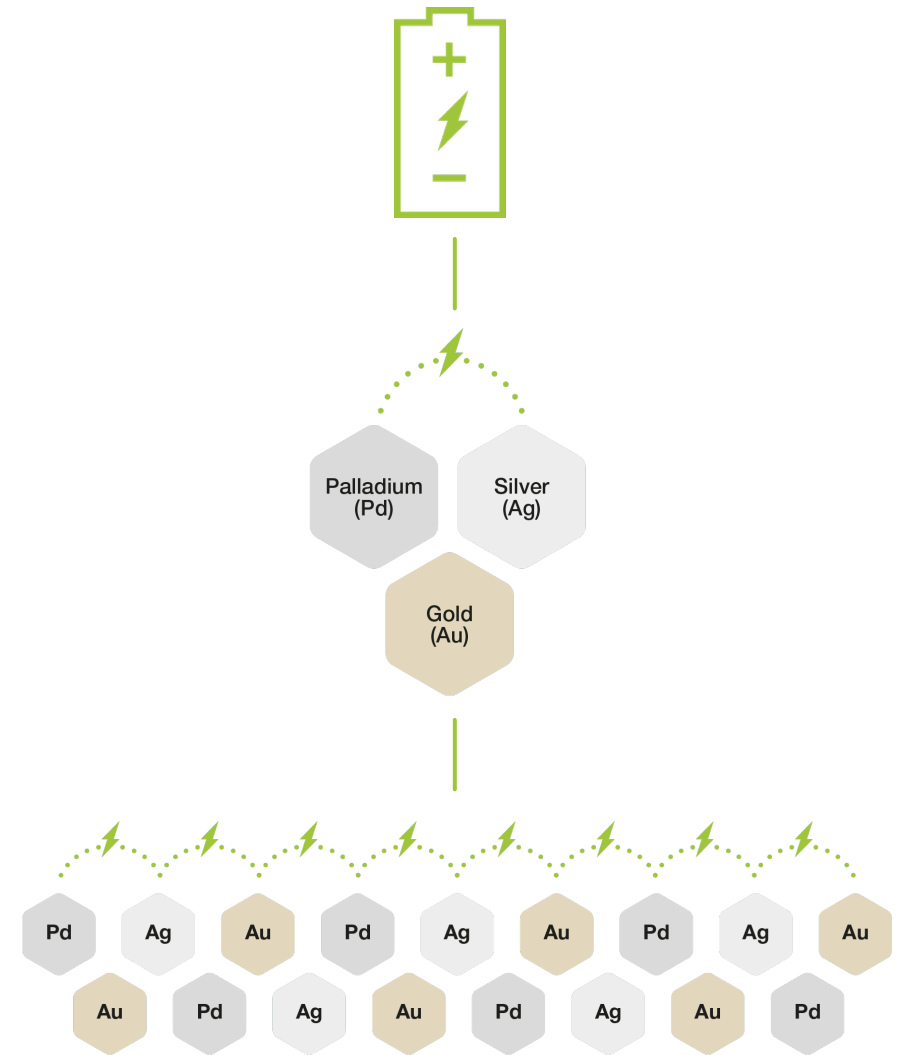 +
−
Palladium
(Pd)
Silver
(Ag)
Gold
(Au)
Pd Ag Au Pd Ag Au Pd Ag Au
Au Pd Ag Au Pd Ag Au Pd